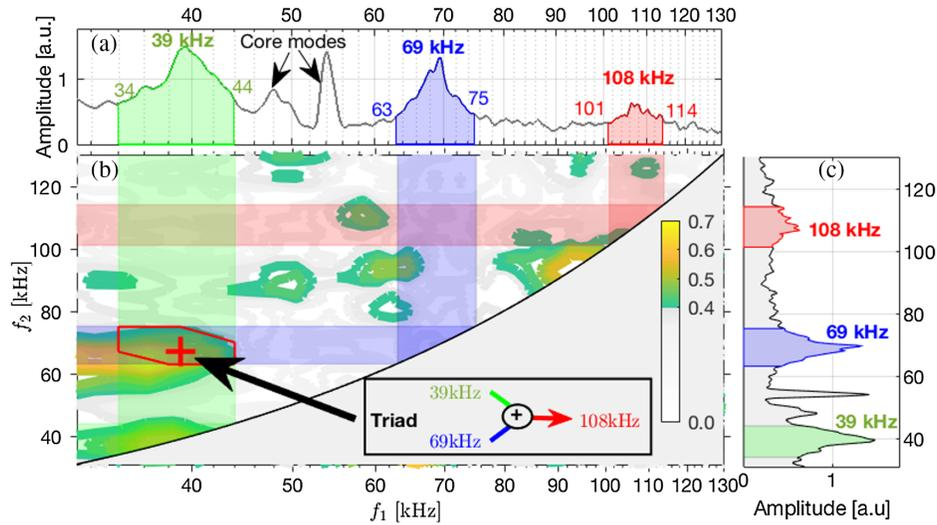 40 50 60 70 80 90 100 110 120 130
(a)
Amplitude [a.u.]
1
0
39 kHz
34
44
Core modes
69 kHz
63
75
108 kHz
101
114
(b)
f₂ [kHz]
120
100
80
60
40
0.7
0.6
0.5
0.4
0.0
Triad
39kHz
69kHz
+
108kHz
40 50 60 70 80 90 100 110 120 130
f₁ [kHz]
(c)
108 kHz
69 kHz
39 kHz
120
100
80
60
40
0 1
Amplitude [a.u]